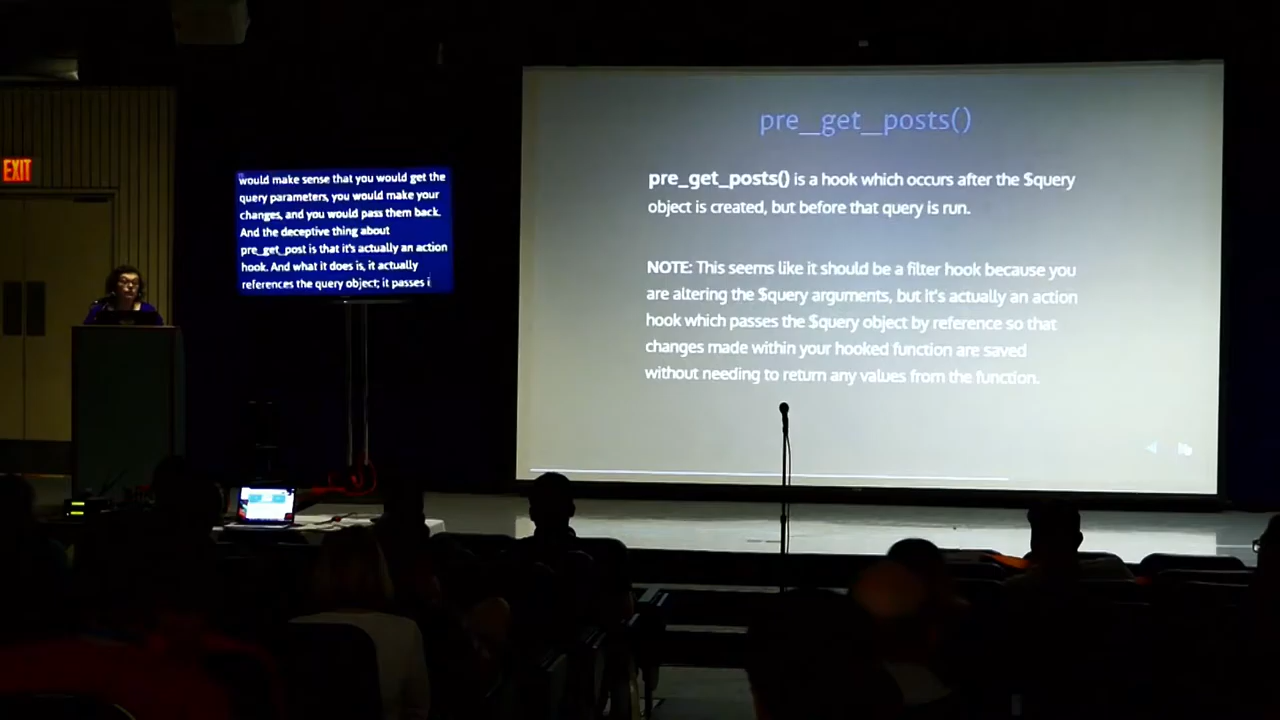 EXIT
would make sense that you would get the
query parameters, you would make your
changes, and you would pass them back.
And the deceptive thing about
pre_get_post is that it's actually an action
hook. And what it does is, it actually
references the query object; it passes i
pre_get_posts()
pre_get_posts() is a hook which occurs after the $query
object is created, but before that query is run.
NOTE: This seems like it should be a filter hook because you
are altering the $query arguments, but it's actually an action
hook which passes the $query object by reference so that
changes made within your hooked function are saved
without needing to return any values from the function.